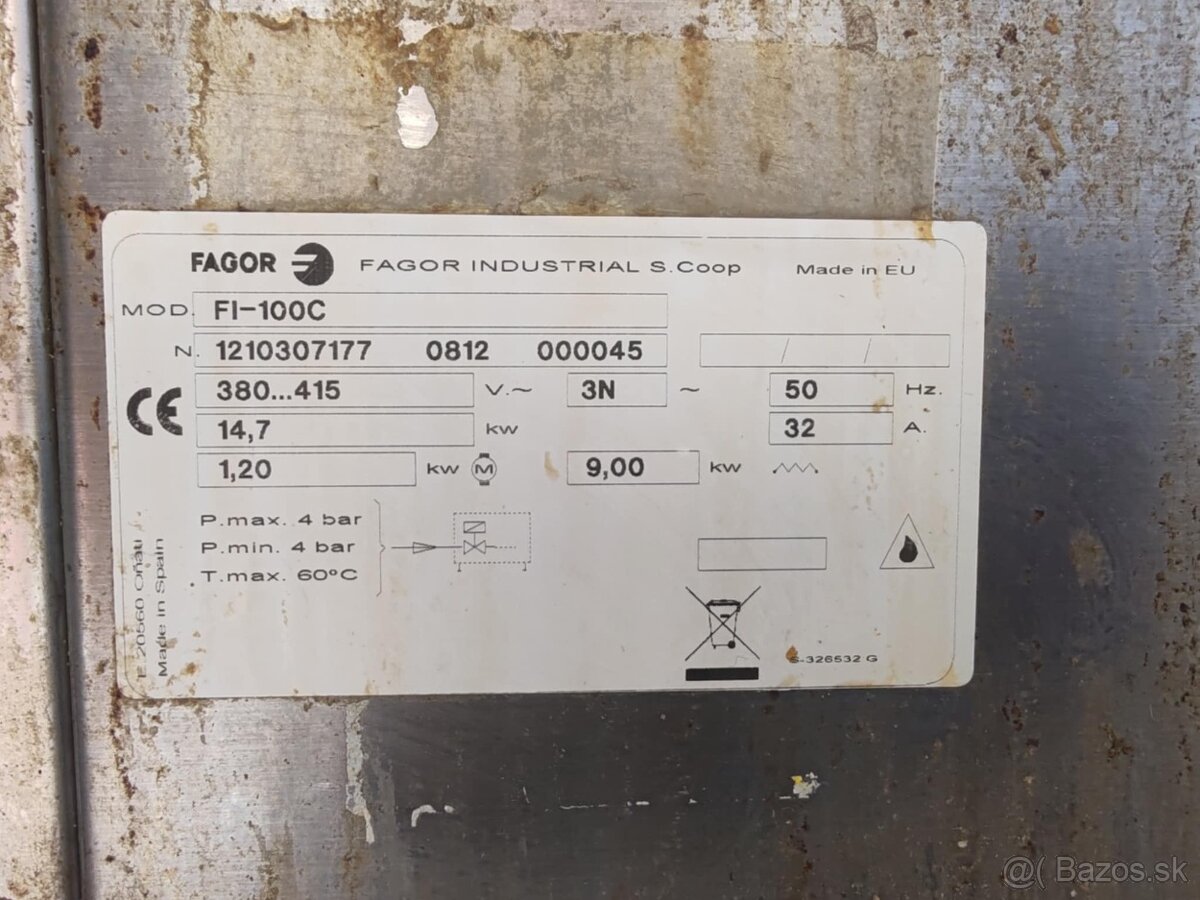 FAGOR FAGOR INDUSTRIAL S.Coop Made in EU
MOD. FI-100C
N. 1210307177 0812 000045 / /
380...415 V.~ 3N ~ 50 Hz.
14,7 kw 32 A.
1,20 kw M 9,00 kw
P.max. 4 bar
P.min. 4 bar
T.max. 60ºC
E 20560 Oñati
Made in Spain
S-326532 G
@( Bazos.sk